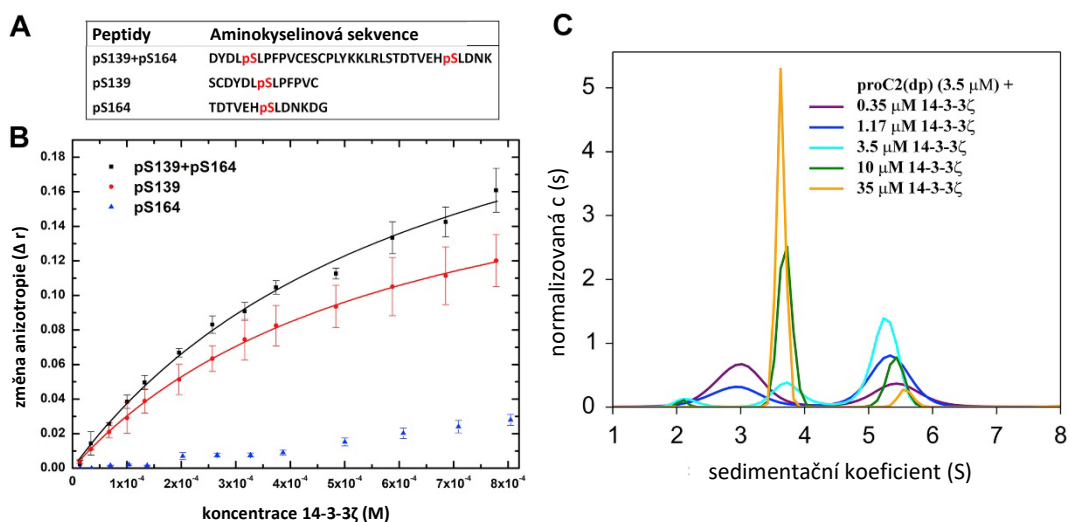 A
Peptidy Aminokyselinová sekvence
pS139+pS164 DYDLpSLPFPVCESCPLYKKLRLSTDTVEHpSLDNK
pS139 SCDYDLpSLPFPVC
pS164 TDTVEHpSLDNKDG
B
0.18
0.16
0.14
0.12
0.10
0.08
0.06
0.04
0.02
0.00
změna anizotropie (Δ r)
pS139+pS164
pS139
pS164
0 1x10⁻⁴ 2x10⁻⁴ 3x10⁻⁴ 4x10⁻⁴ 5x10⁻⁴ 6x10⁻⁴ 7x10⁻⁴ 8x10⁻⁴
koncentrace 14-3-3ζ (M)
C
5
4
3
2
1
0
normalizovaná c (s)
proC2(dp) (3.5 μM) +
0.35 μM 14-3-3ζ
1.17 μM 14-3-3ζ
3.5 μM 14-3-3ζ
10 μM 14-3-3ζ
35 μM 14-3-3ζ
1 2 3 4 5 6 7 8
sedimentační koeficient (S)